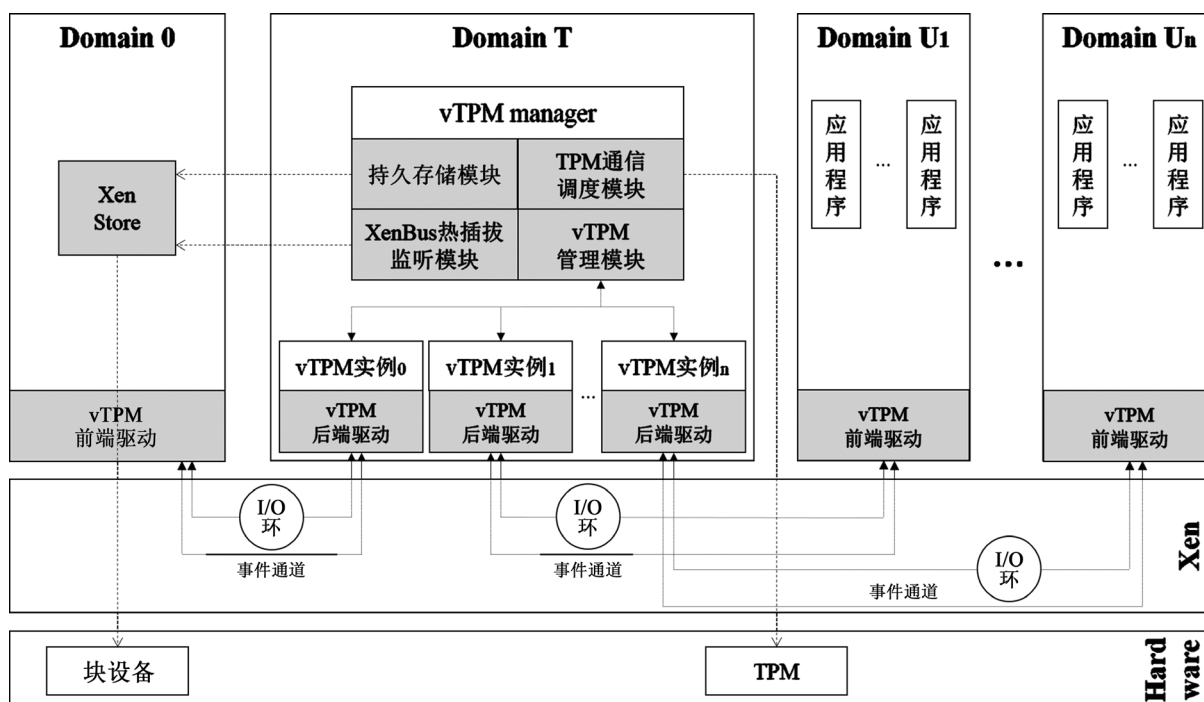 Domain 0
Domain T
Domain U1
Domain Un
vTPM manager
持久存储模块
TPM通信
调度模块
XenBus热插拔
监听模块
vTPM
管理模块
Xen
Store
应用程序
...
应用程序
应用程序
...
应用程序
...
vTPM实例0
vTPM实例1
vTPM实例n
...
vTPM
后端驱动
vTPM
后端驱动
vTPM
后端驱动
vTPM
前端驱动
vTPM
前端驱动
vTPM
前端驱动
I/O
环
事件通道
I/O
环
事件通道
I/O
环
事件通道
Xen
块设备
TPM
Hard
ware